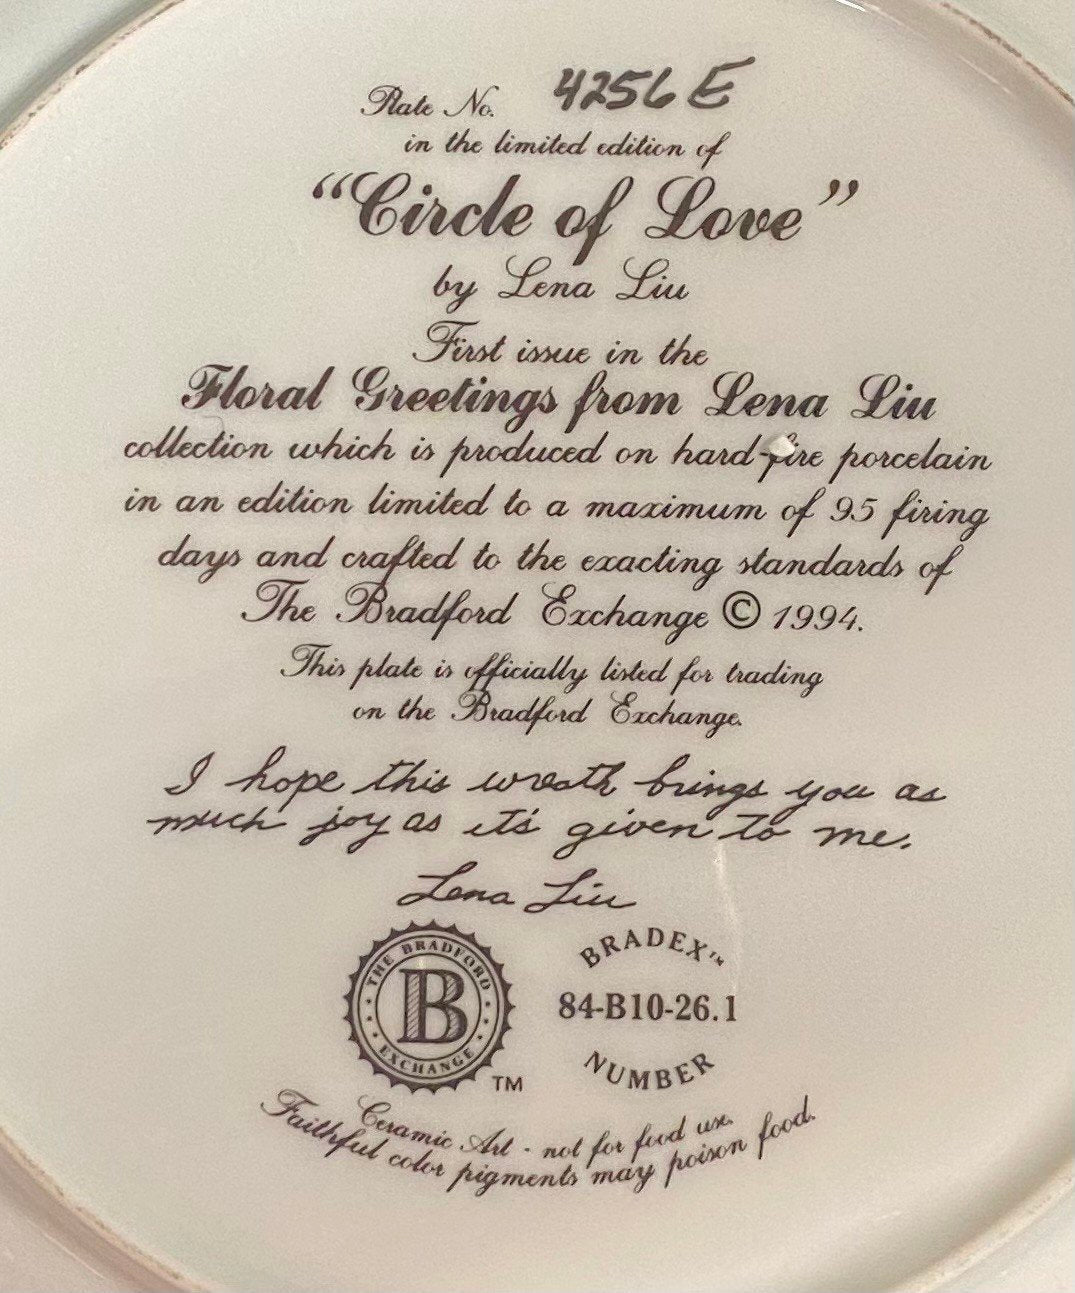 Plate No. 4256 E
in the limited edition of
"Circle of Love"
by Lena Liu
First issue in the
Floral Greetings from Lena Liu
collection which is produced on hard-fire porcelain
in an edition limited to a maximum of 95 firing
days and crafted to the exacting standards of
The Bradford Exchange © 1994.
This plate is officially listed for trading
on the Bradford Exchange.
I hope this wreath brings you as
much joy as it's given to me.
Lena Liu
THE BRADFORD
B
EXCHANGE
TM
BRADEX™
84-B10-26.1
NUMBER
Ceramic Art - not for food use.
Faithful color pigments may poison food.